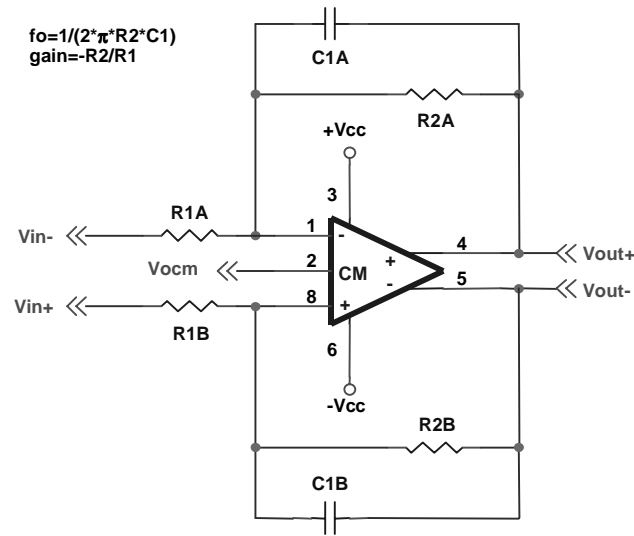 fo=1/(2*π*R2*C1)
gain=-R2/R1
C1A
R2A
+Vcc
3
R1A
1
-
Vin-
4
+
Vout+
Vocm
2
CM
5
-
Vout-
Vin+
8
+
R1B
6
-Vcc
R2B
C1B